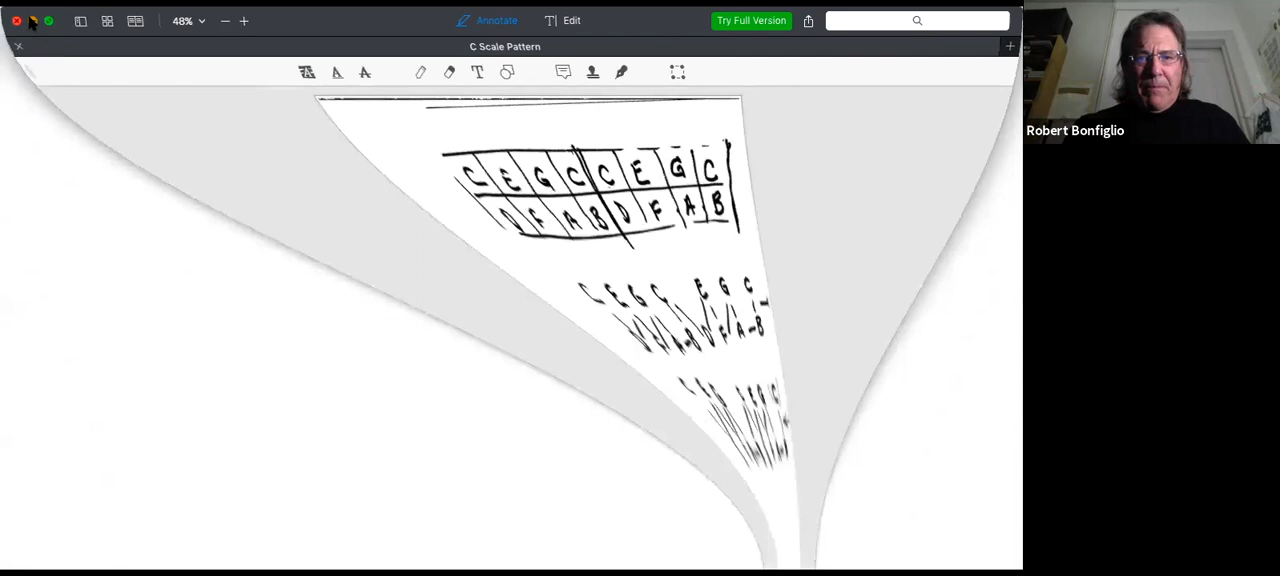 48%
Annotate
Edit
Try Full Version
C Scale Pattern
T
Robert Bonfiglio
C E G C C E G C
D F A B D F A B
C E G C E G C
D F A-B D F A-B
C E G E G C